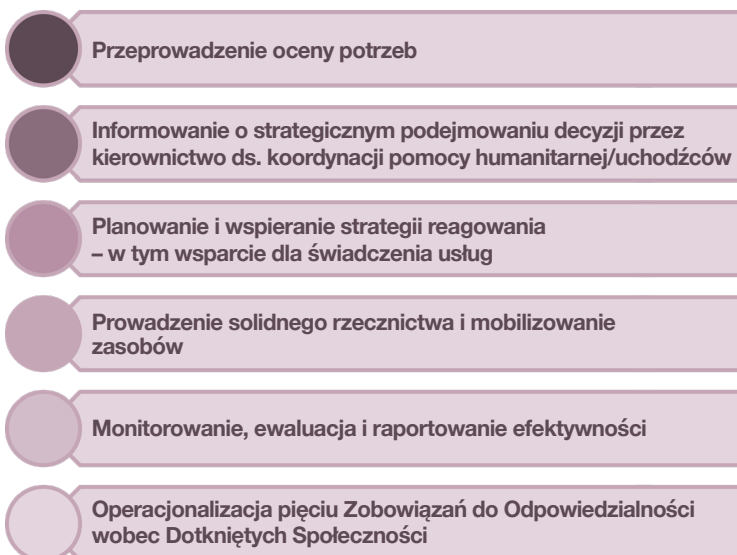 Przeprowadzenie oceny potrzeb
Informowanie o strategicznym podejmowaniu decyzji przez
kierownictwo ds. koordynacji pomocy humanitarnej/uchodźców
Planowanie i wspieranie strategii reagowania
– w tym wsparcie dla świadczenia usług
Prowadzenie solidnego rzecznictwa i mobilizowanie
zasobów
Monitorowanie, ewaluacja i raportowanie efektywności
Operacjonalizacja pięciu Zobowiązań do Odpowiedzialności
wobec Dotkniętych Społeczności